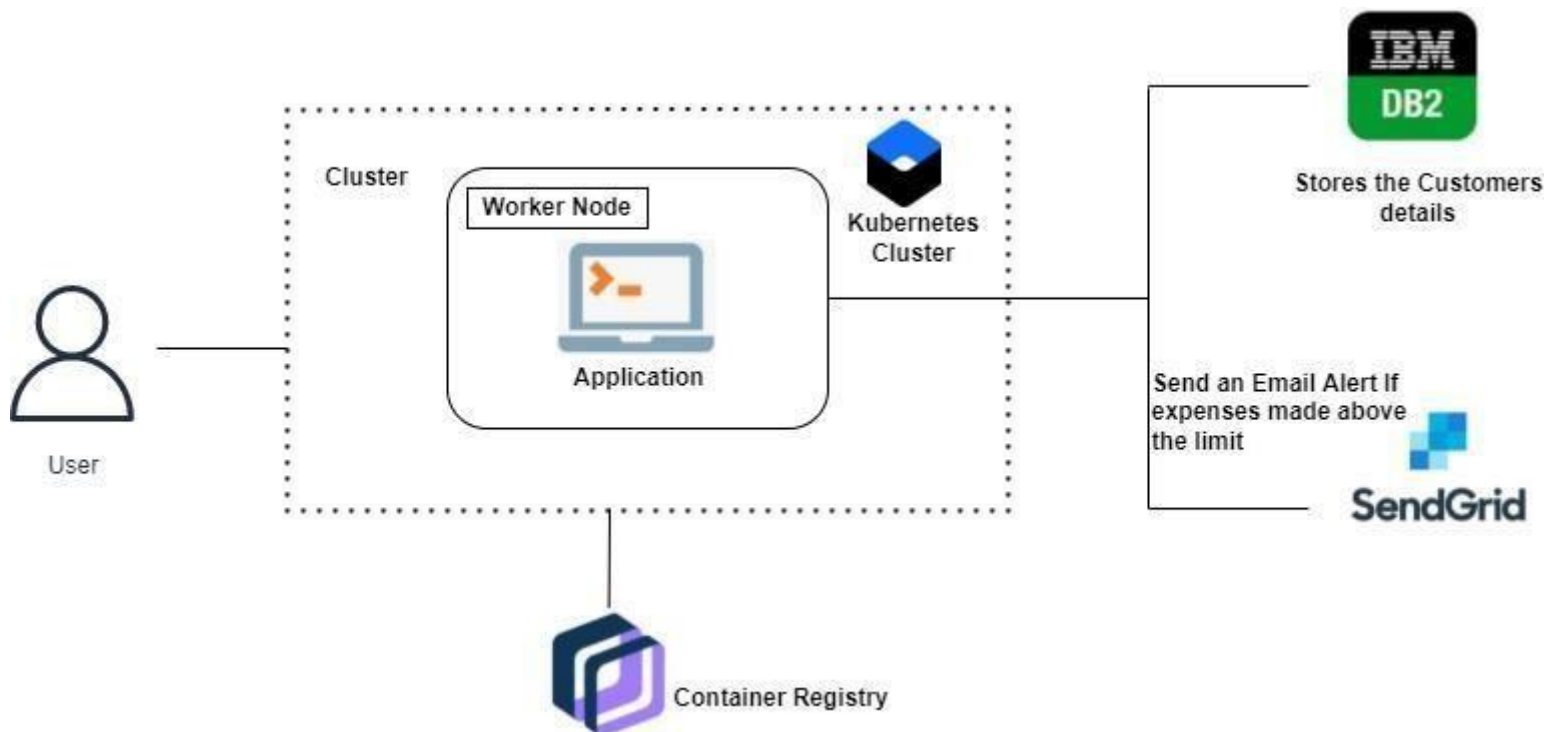 IBM
DB2
Stores the Customers
details
Cluster
Worker Node
Kubernetes
Cluster
Application
User
Send an Email Alert If
expenses made above
the limit
SendGrid
Container Registry